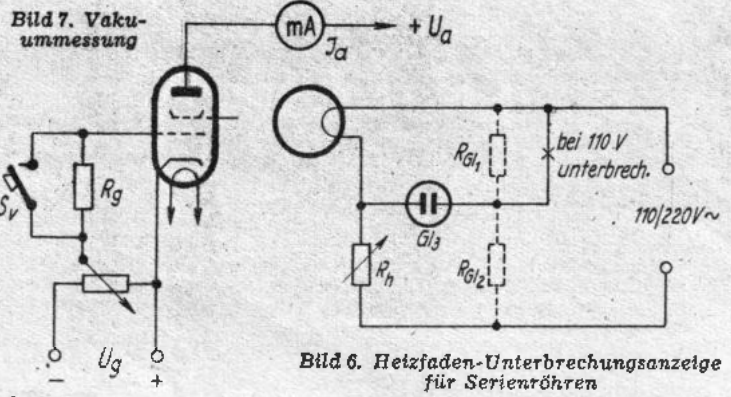 Bild 7. Vaku-
ummessung
mA
Ja
+ Ua
Sv
Rg
Ug
−
+
RGl1
bei 110 V
unterbrech.
Gl3
Rh
RGl2
110/220V~
Bild 6. Heizfaden-Unterbrechungsanzeige
für Serienröhren